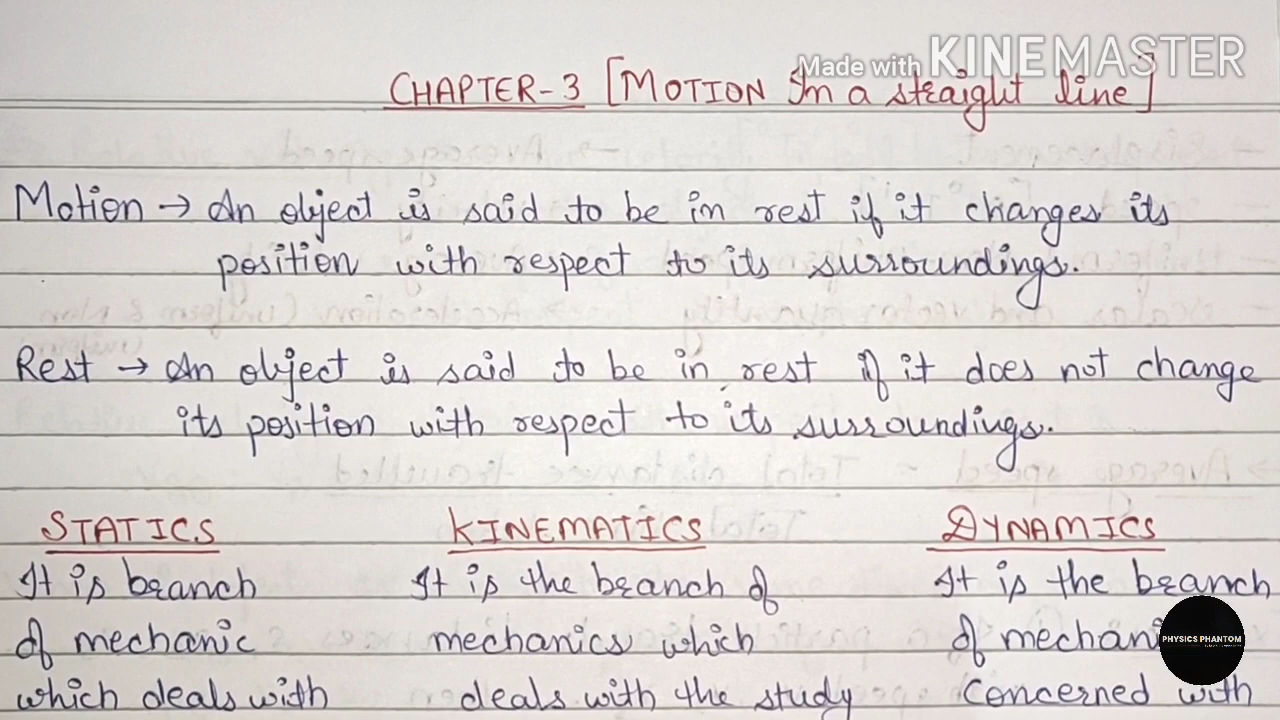 Made with KINEMASTER
CHAPTER-3 [MOTION In a straight line]
Motion → An object is said to be in rest if it changes its
position with respect to its surroundings.
Rest → An object is said to be in rest if it does not change
its position with respect to its surroundings.
STATICS KINEMATICS DYNAMICS
It is branch It is the branch of It is the branch
of mechanic mechanics which of mechani
which deals with deals with the study concerned with
PHYSICS PHANTOM